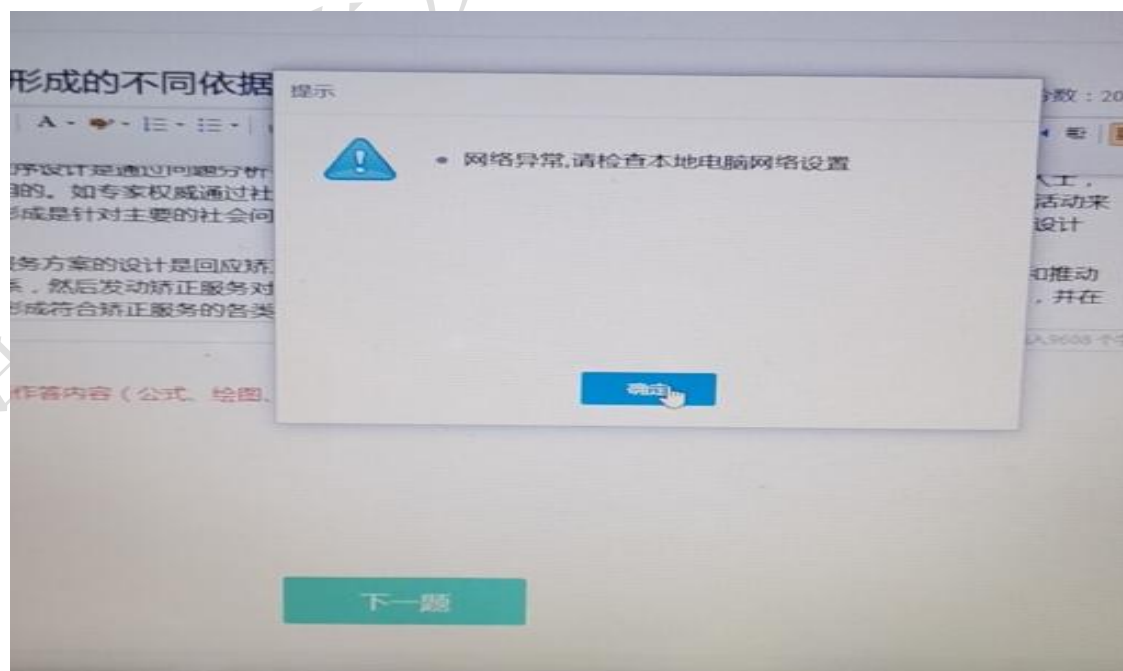 形成的不同依据
提示
分数：20
网络异常,请检查本地电脑网络设置
序设计是通过问题分析
人士，
的。如专家权威通过社
活动来
形成是针对主要的社会问
设计
务方案的设计是回应矫
和推动
，然后发动矫正服务对
，并在
形成符合矫正服务的各类
作答内容（公式、绘图、
确定
下一题